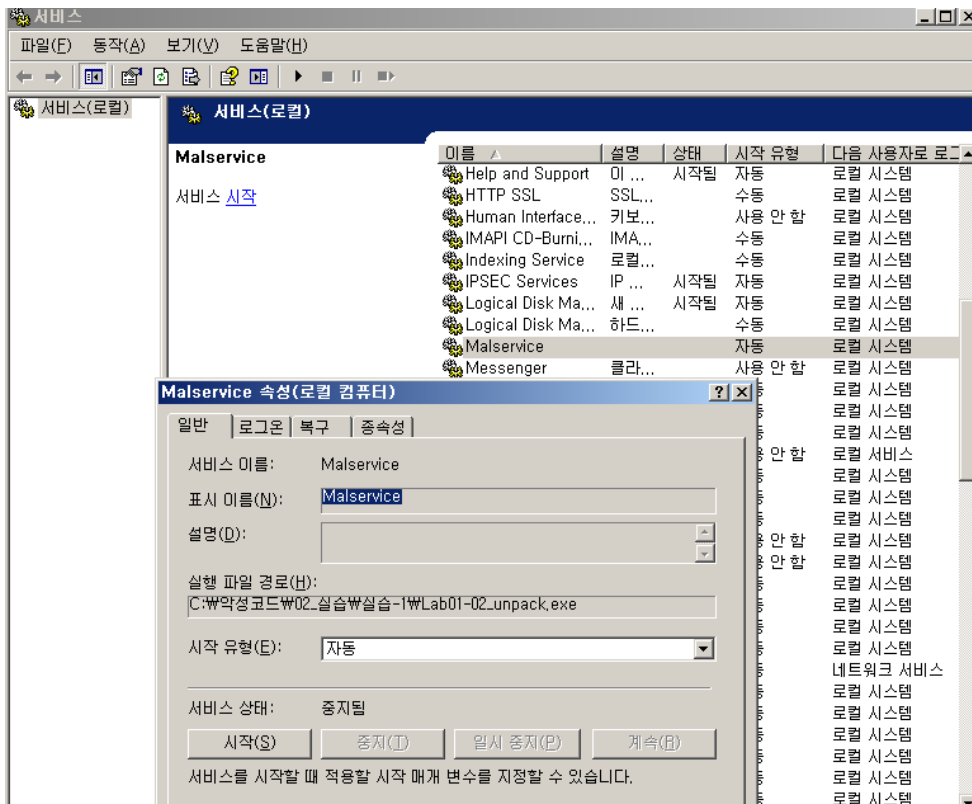 서비스
파일(F) 동작(A) 보기(V) 도움말(H)
서비스(로컬)
서비스(로컬)
Malservice
서비스 시작
이름 설명 상태 시작 유형 다음 사용자로 로그
Help and Support 이 ... 시작됨 자동 로컬 시스템
HTTP SSL SSL... 수동 로컬 시스템
Human Interface... 키보... 사용 안 함 로컬 시스템
IMAPI CD-Burni... IMA... 수동 로컬 시스템
Indexing Service 로컬... 수동 로컬 시스템
IPSEC Services IP ... 시작됨 자동 로컬 시스템
Logical Disk Ma... 새 ... 시작됨 자동 로컬 시스템
Logical Disk Ma... 하드... 수동 로컬 시스템
Malservice 자동 로컬 시스템
Messenger 클라... 사용 안 함 로컬 시스템
로컬 시스템
로컬 시스템
로컬 시스템
안 함 로컬 서비스
로컬 시스템
로컬 시스템
로컬 시스템
안 함 로컬 시스템
안 함 로컬 시스템
로컬 시스템
로컬 시스템
로컬 시스템
로컬 시스템
네트워크 서비스
로컬 시스템
로컬 시스템
로컬 시스템
로컬 시스템
로컬 시스템
로컬 시스템
Malservice 속성(로컬 컴퓨터)
일반 로그온 복구 종속성
서비스 이름: Malservice
표시 이름(N): Malservice
설명(D):
실행 파일 경로(H):
C:₩악성코드₩02_실습₩실습-1₩Lab01-02_unpack.exe
시작 유형(E): 자동
서비스 상태: 중지됨
시작(S) 중지(T) 일시 중지(P) 계속(R)
서비스를 시작할 때 적용할 시작 매개 변수를 지정할 수 있습니다.